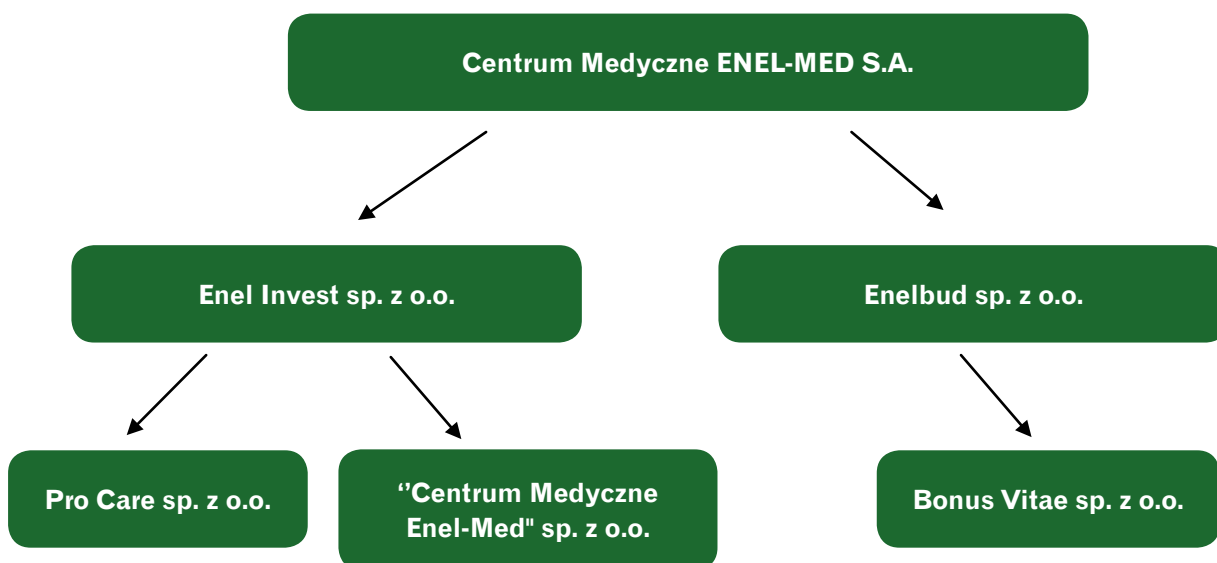 Centrum Medyczne ENEL-MED S.A.
Enel Invest sp. z o.o.
Enelbud sp. z o.o.
Pro Care sp. z o.o.
‘’Centrum Medyczne
Enel-Med" sp. z o.o.
Bonus Vitae sp. z o.o.